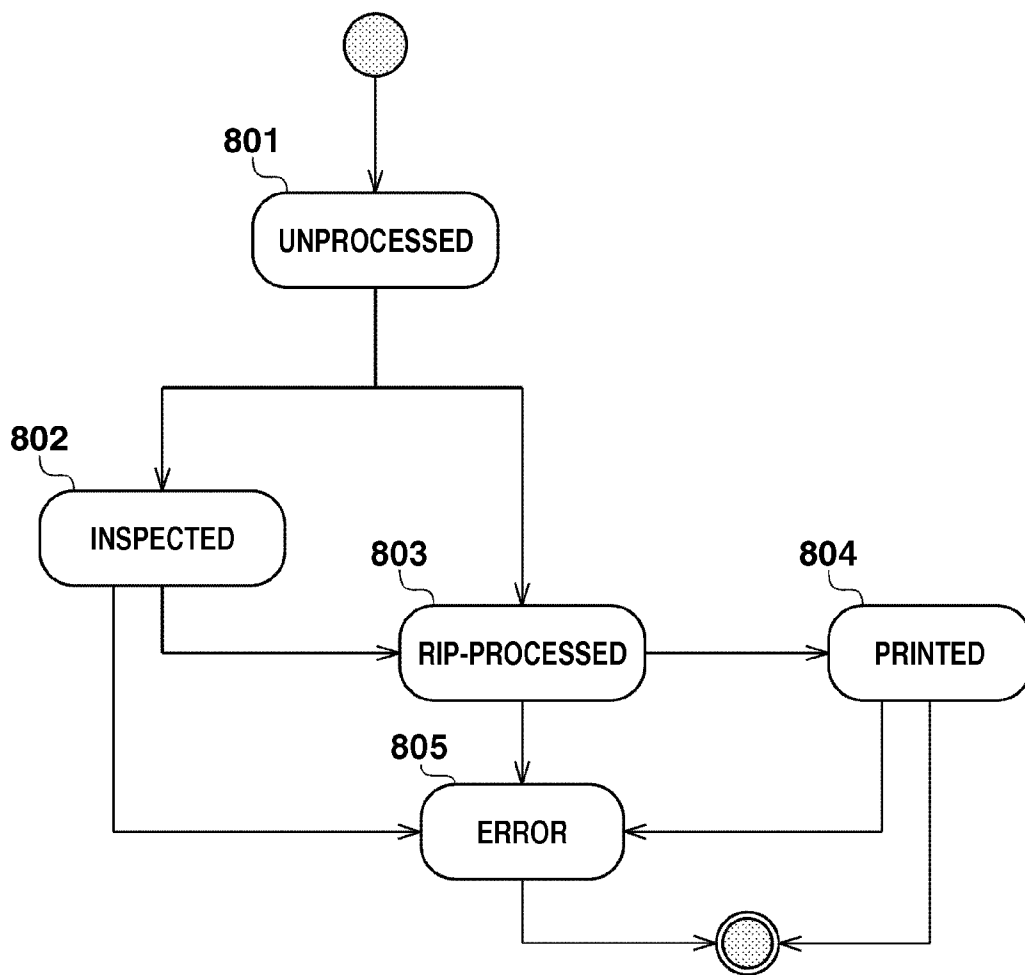 801
UNPROCESSED
802
INSPECTED
803
RIP-PROCESSED
804
PRINTED
805
ERROR